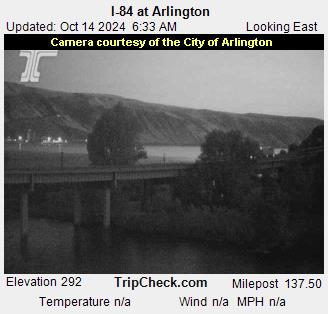 I-84 at Arlington
Updated: Oct 14 2024 6:33 AM Looking East
Camera courtesy of the City of Arlington
Elevation 292 TripCheck.com Milepost 137.50
Temperature n/a Wind n/a MPH n/a